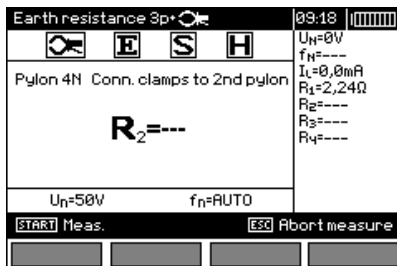 Earth resistance 3p+ 09:18
E S H
Pylon 4N Conn. clamps to 2nd pylon
R₂=---
Un=50V fn=AUTO
UN=0V
fN=---
IL=0,0mA
R1=2,24Ω
R2=---
R3=---
R4=---
START Meas. ESC Abort measure